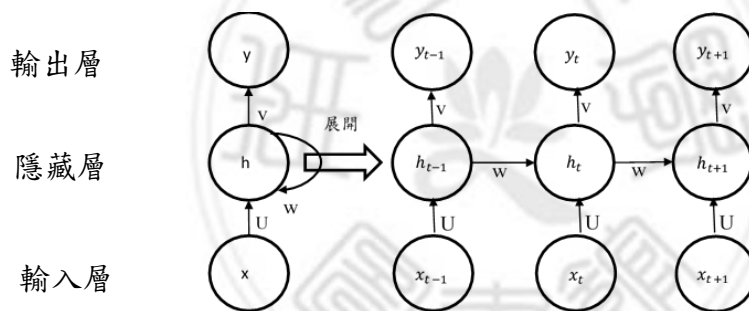 輸出層 y y_{t-1} y_t y_{t+1}
V 展開 V V V
隱藏層 h h_{t-1} h_t h_{t+1}
W W W
U U U U
輸入層 x x_{t-1} x_t x_{t+1}